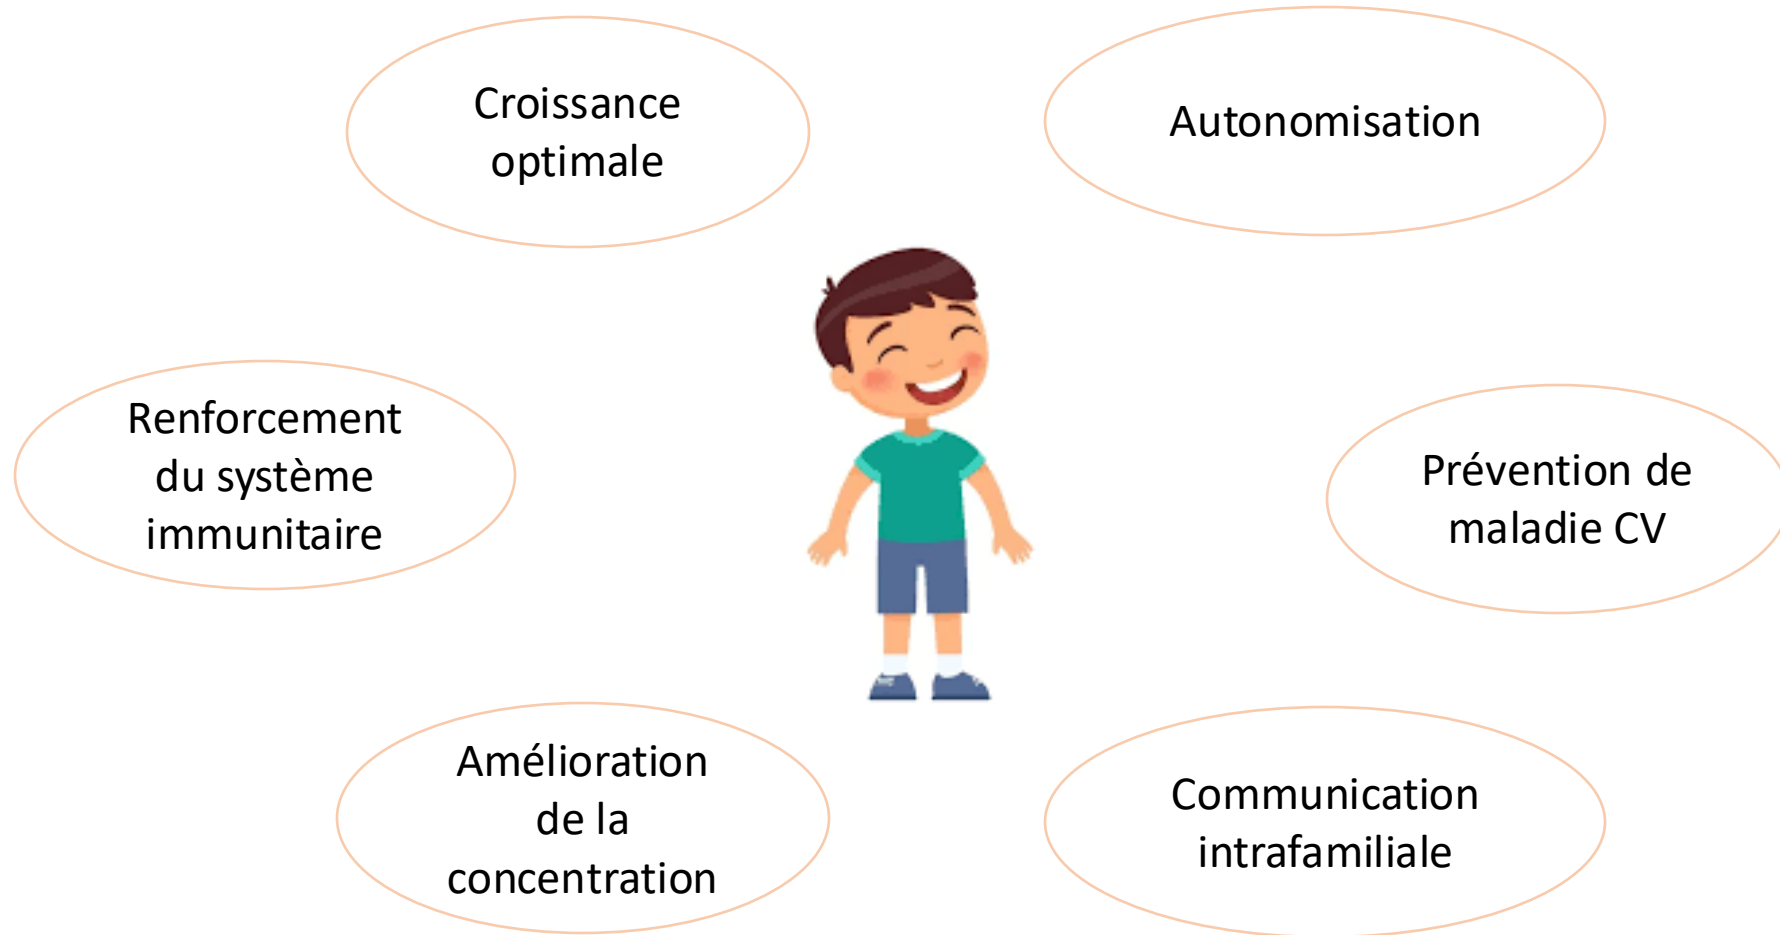 Croissance
optimale
Autonomisation
Renforcement
du système
immunitaire
Prévention de
maladie CV
Amélioration
de la
concentration
Communication
intrafamiliale